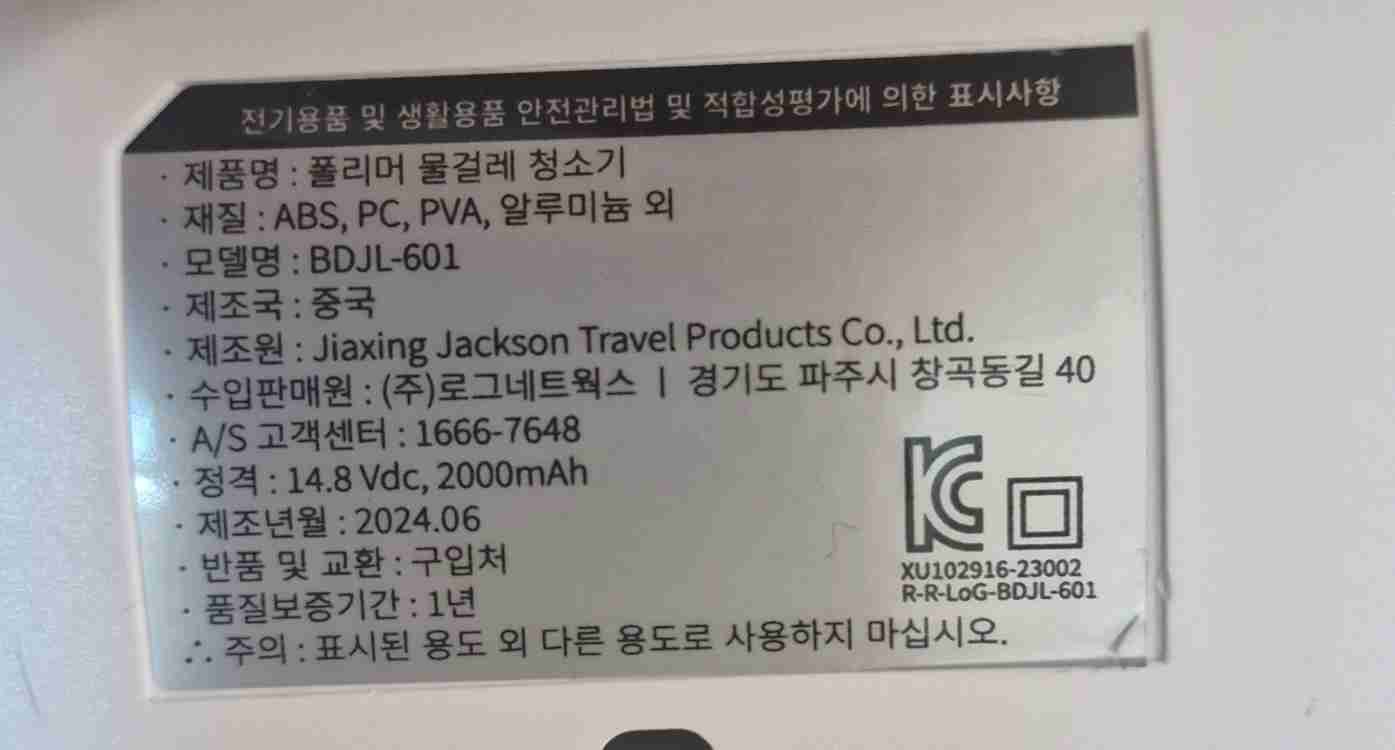 전기용품 및 생활용품 안전관리법 및 적합성평가에 의한 표시사항
· 제품명 : 폴리머 물걸레 청소기
· 재질 : ABS, PC, PVA, 알루미늄 외
· 모델명 : BDJL-601
· 제조국 : 중국
· 제조원 : Jiaxing Jackson Travel Products Co., Ltd.
· 수입판매원 : (주)로그네트웍스 ㅣ 경기도 파주시 창곡동길 40
· A/S 고객센터 : 1666-7648
· 정격 : 14.8 Vdc, 2000mAh
· 제조년월 : 2024.06
· 반품 및 교환 : 구입처
· 품질보증기간 : 1년
∴ 주의 : 표시된 용도 외 다른 용도로 사용하지 마십시오.
KC
XU102916-23002
R-R-LoG-BDJL-601